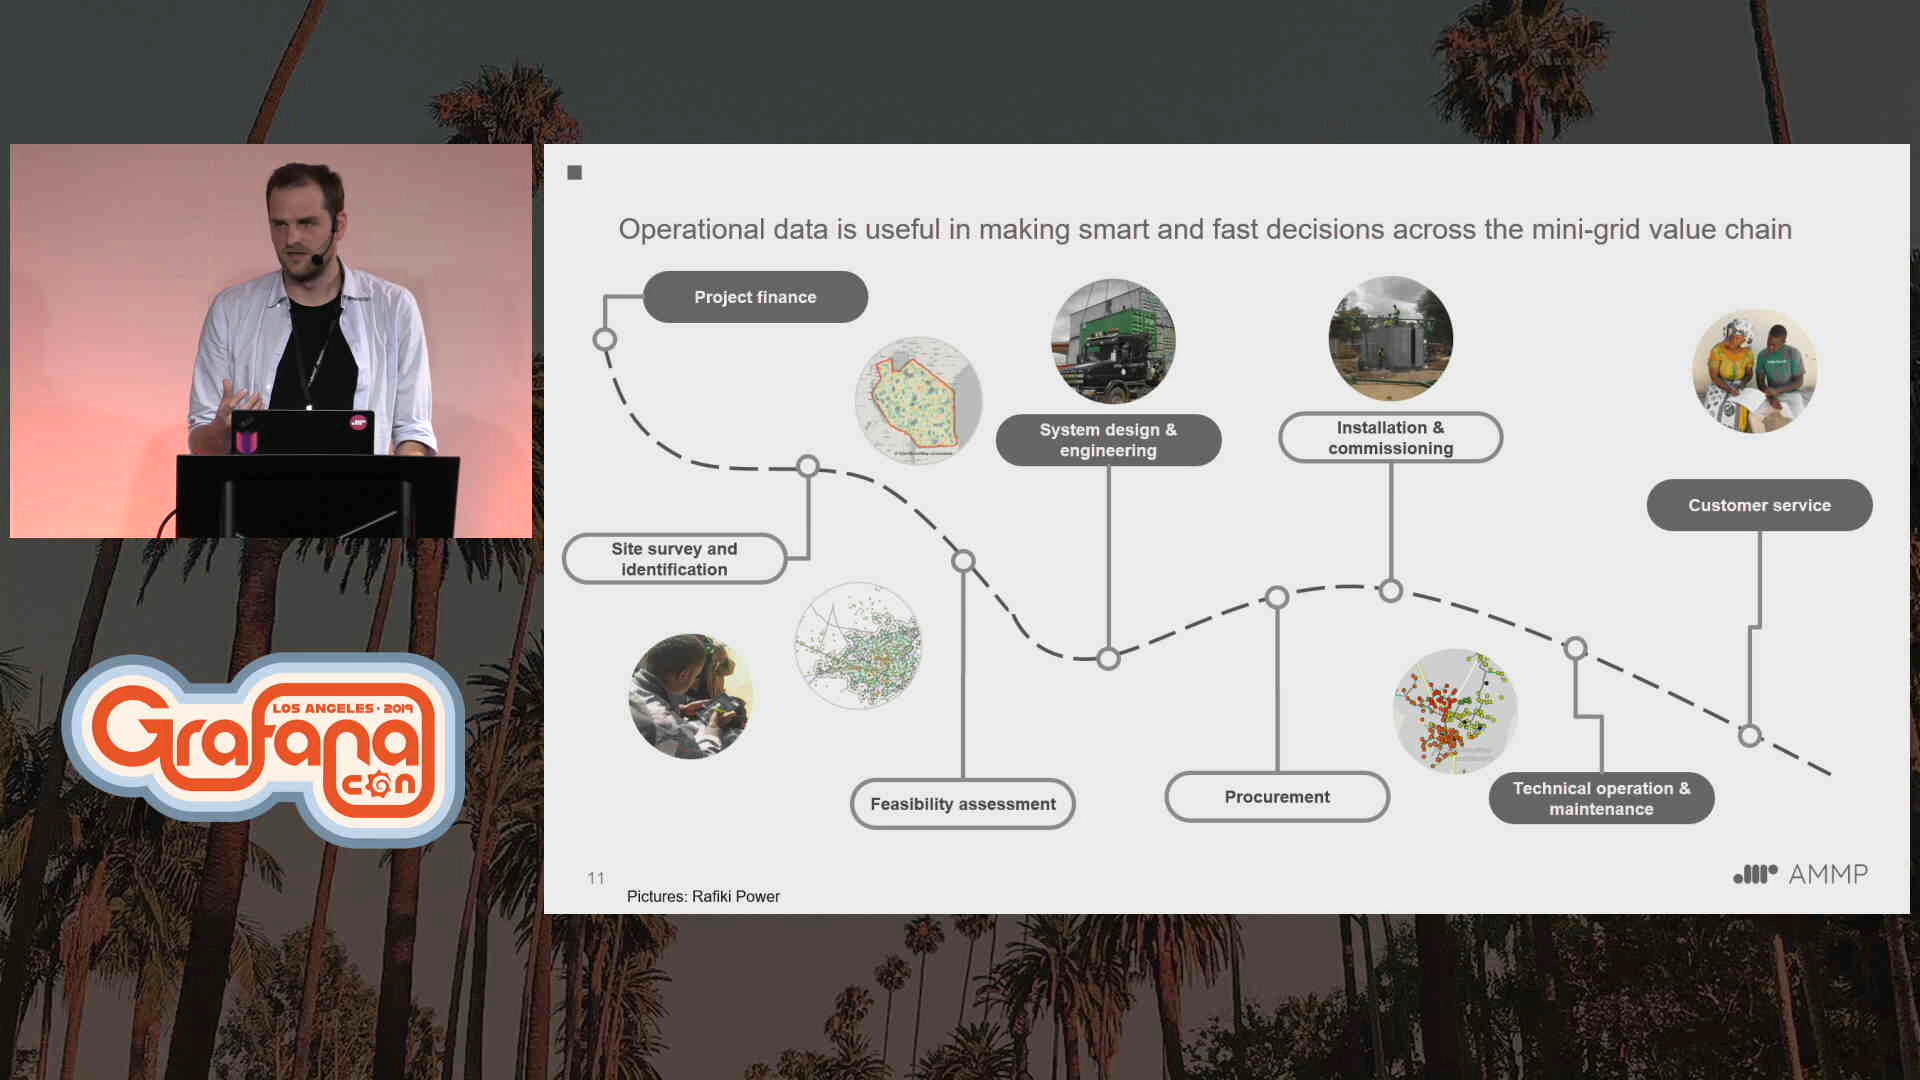 Operational data is useful in making smart and fast decisions across the mini-grid value chain
Project finance
System design &
engineering
Installation &
commissioning
Customer service
Site survey and
identification
Feasibility assessment
Procurement
Technical operation &
maintenance
11
Pictures: Rafiki Power
AMMP
LOS ANGELES · 2019
Grafana
con